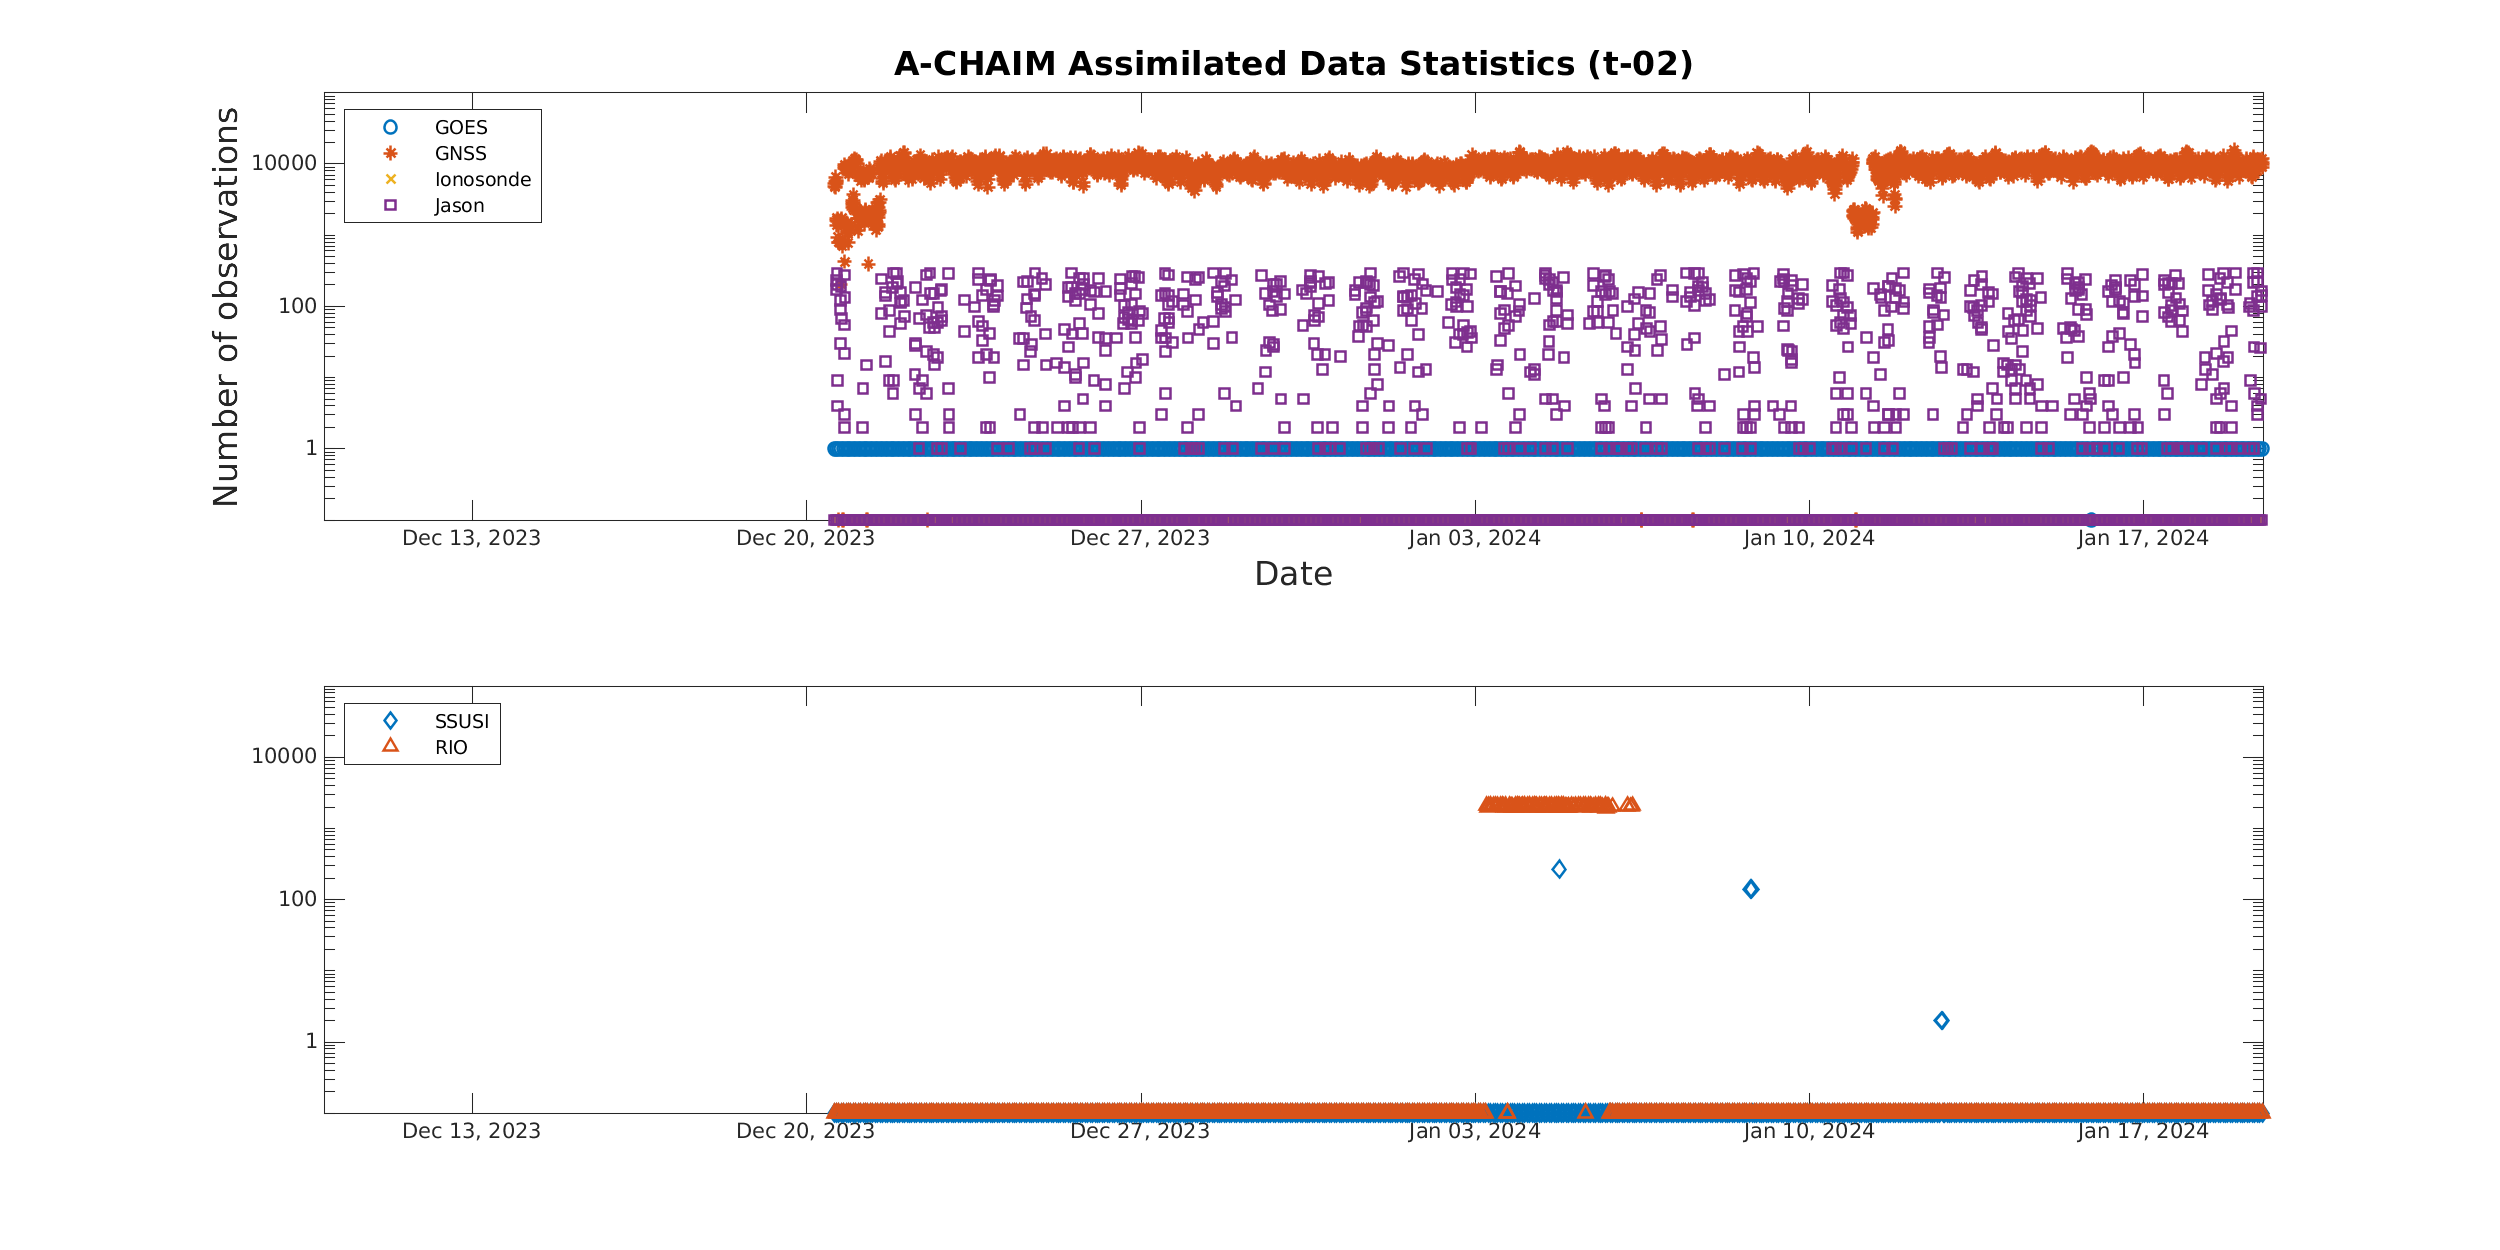 A-CHAIM Assimilated Data Statistics (t-02)
Number of observations
10000
100
1
GOES
GNSS
Ionosonde
Jason
Dec 13, 2023 Dec 20, 2023 Dec 27, 2023 Jan 03, 2024 Jan 10, 2024 Jan 17, 2024
Date
10000
100
1
SSUSI
RIO
Dec 13, 2023 Dec 20, 2023 Dec 27, 2023 Jan 03, 2024 Jan 10, 2024 Jan 17, 2024